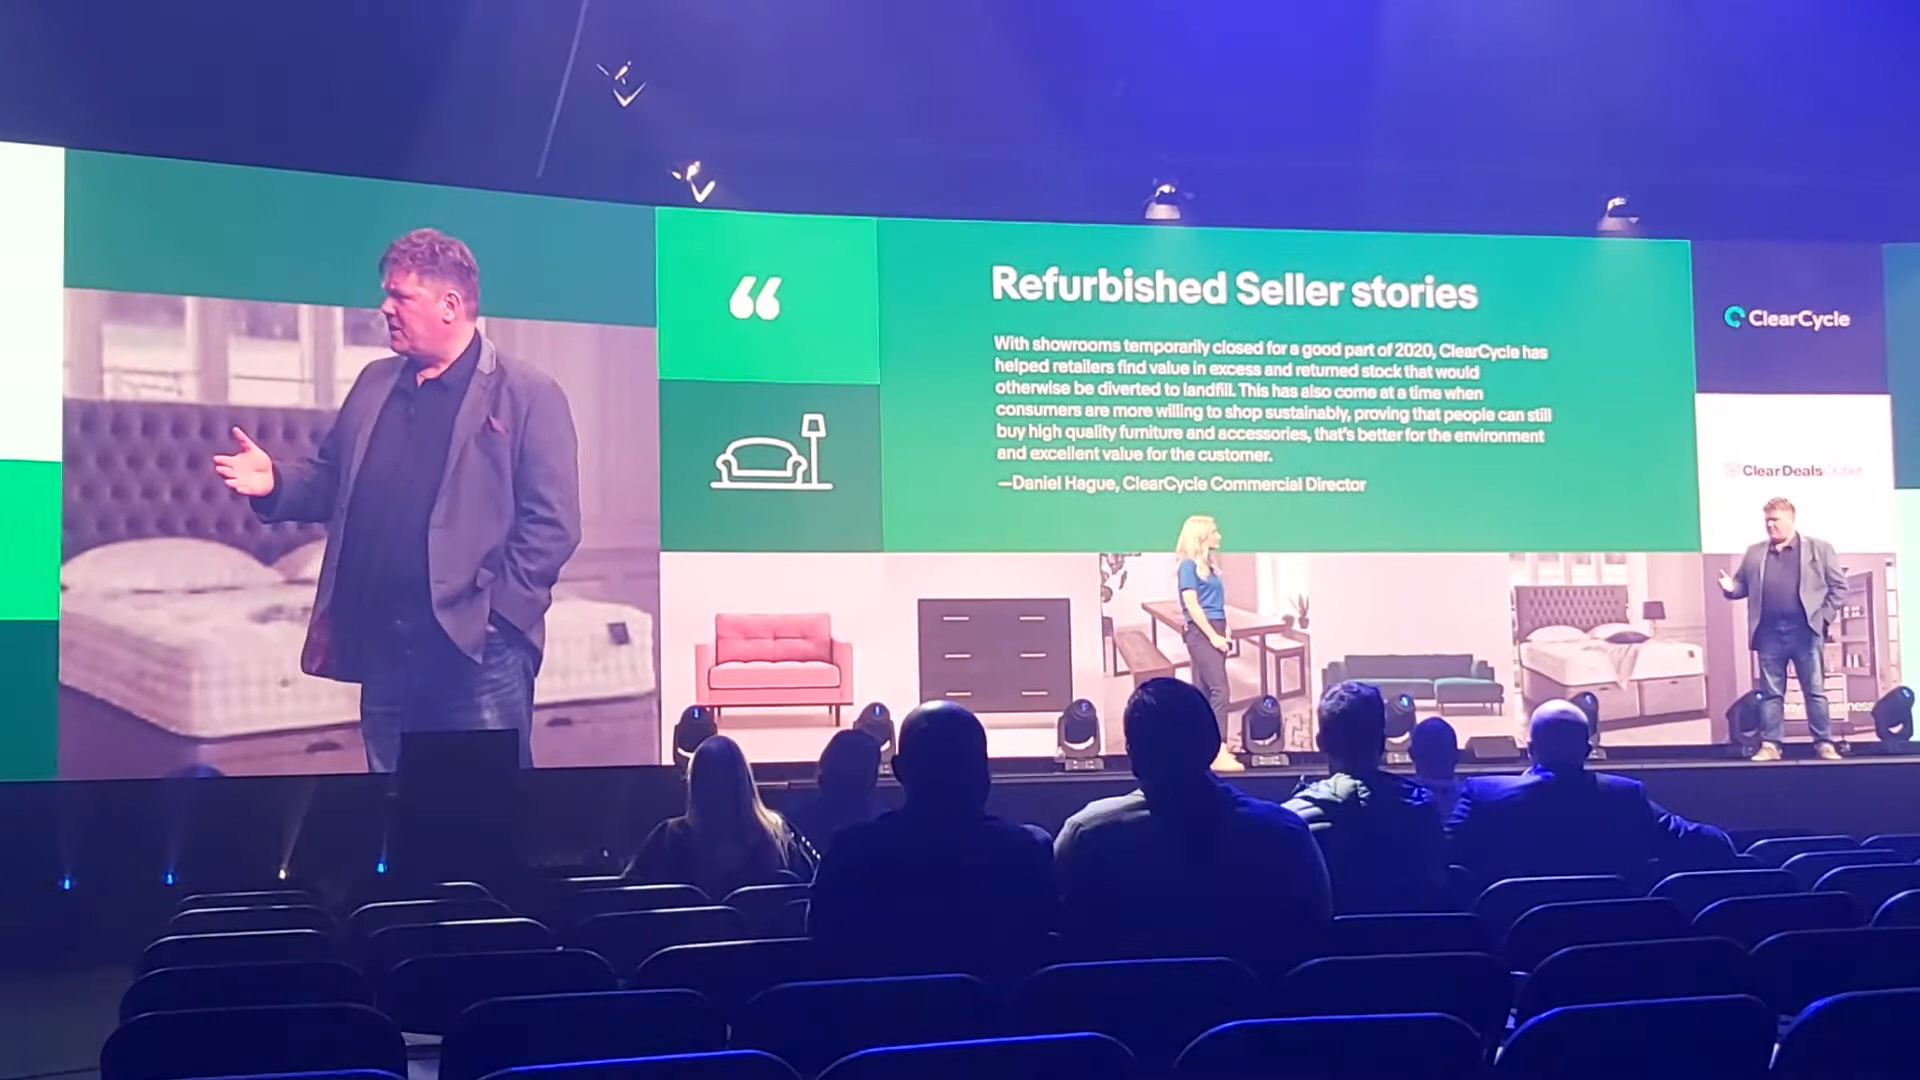 Refurbished Seller stories
With showrooms temporarily closed for a good part of 2020, ClearCycle has
helped retailers find value in excess and returned stock that would
otherwise be diverted to landfill. This has also come at a time when
consumers are more willing to shop sustainably, proving that people can still
buy high quality furniture and accessories, that's better for the environment
and excellent value for the customer.
—Daniel Hague, ClearCycle Commercial Director
ClearCycle
ClearDealsOutlet